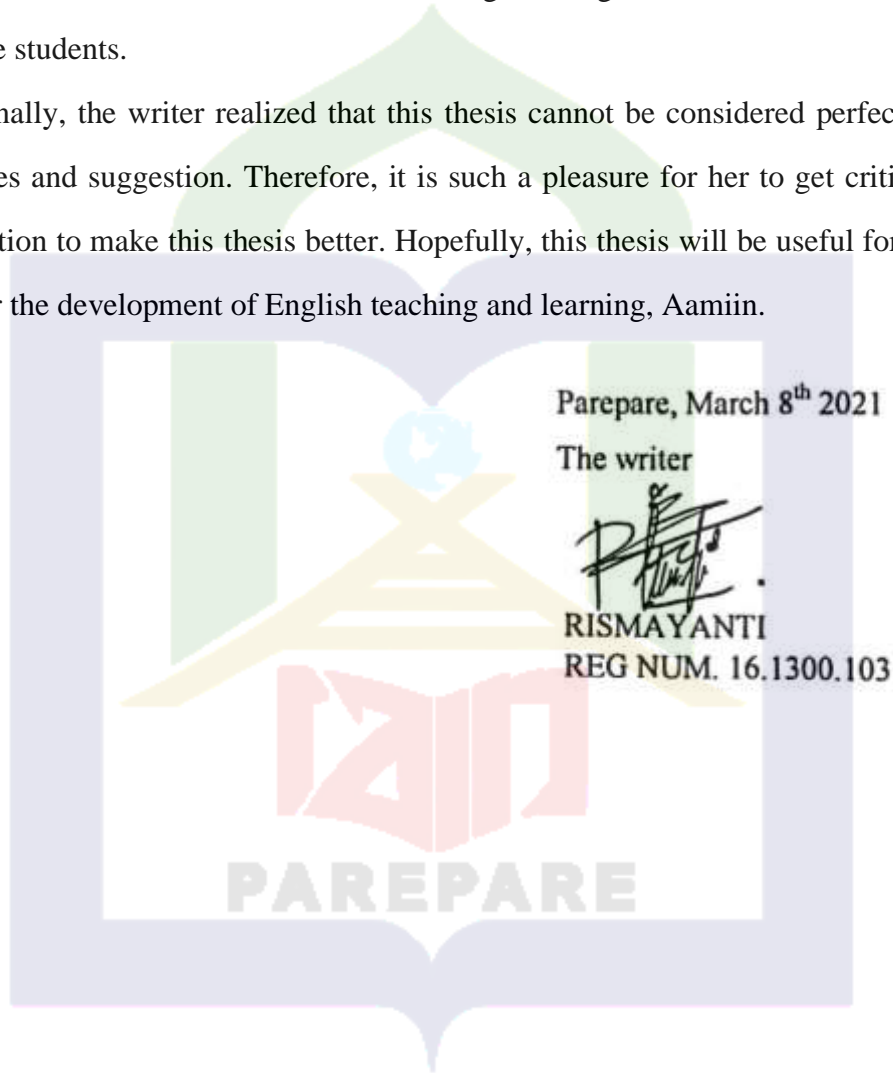 e students.
nally, the writer realized that this thesis cannot be considered perfec
es and suggestion. Therefore, it is such a pleasure for her to get criti
tion to make this thesis better. Hopefully, this thesis will be useful for
r the development of English teaching and learning, Aamiin.
Parepare, March 8th 2021
The writer
RISMAYANTI
REG NUM. 16.1300.103
PAREPARE